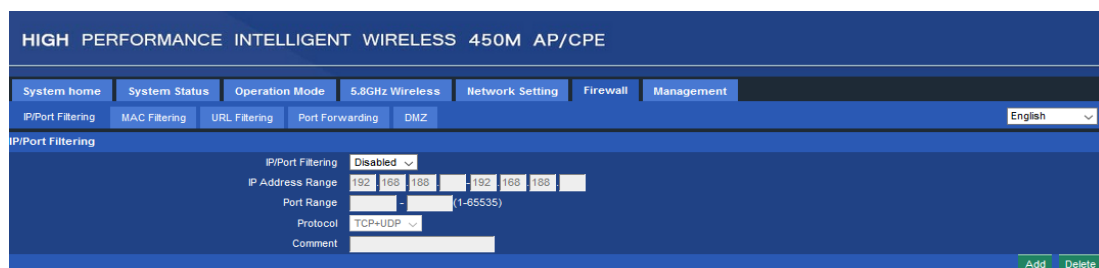 HIGH PERFORMANCE INTELLIGENT WIRELESS 450M AP/CPE
System home System Status Operation Mode 5.8GHz Wireless Network Setting Firewall Management
IP/Port Filtering MAC Filtering URL Filtering Port Forwarding DMZ English
IP/Port Filtering
IP/Port Filtering Disabled
IP Address Range 192 .168 .188 . -192 .168 .188 .
Port Range - (1-65535)
Protocol TCP+UDP
Comment
Add Delete